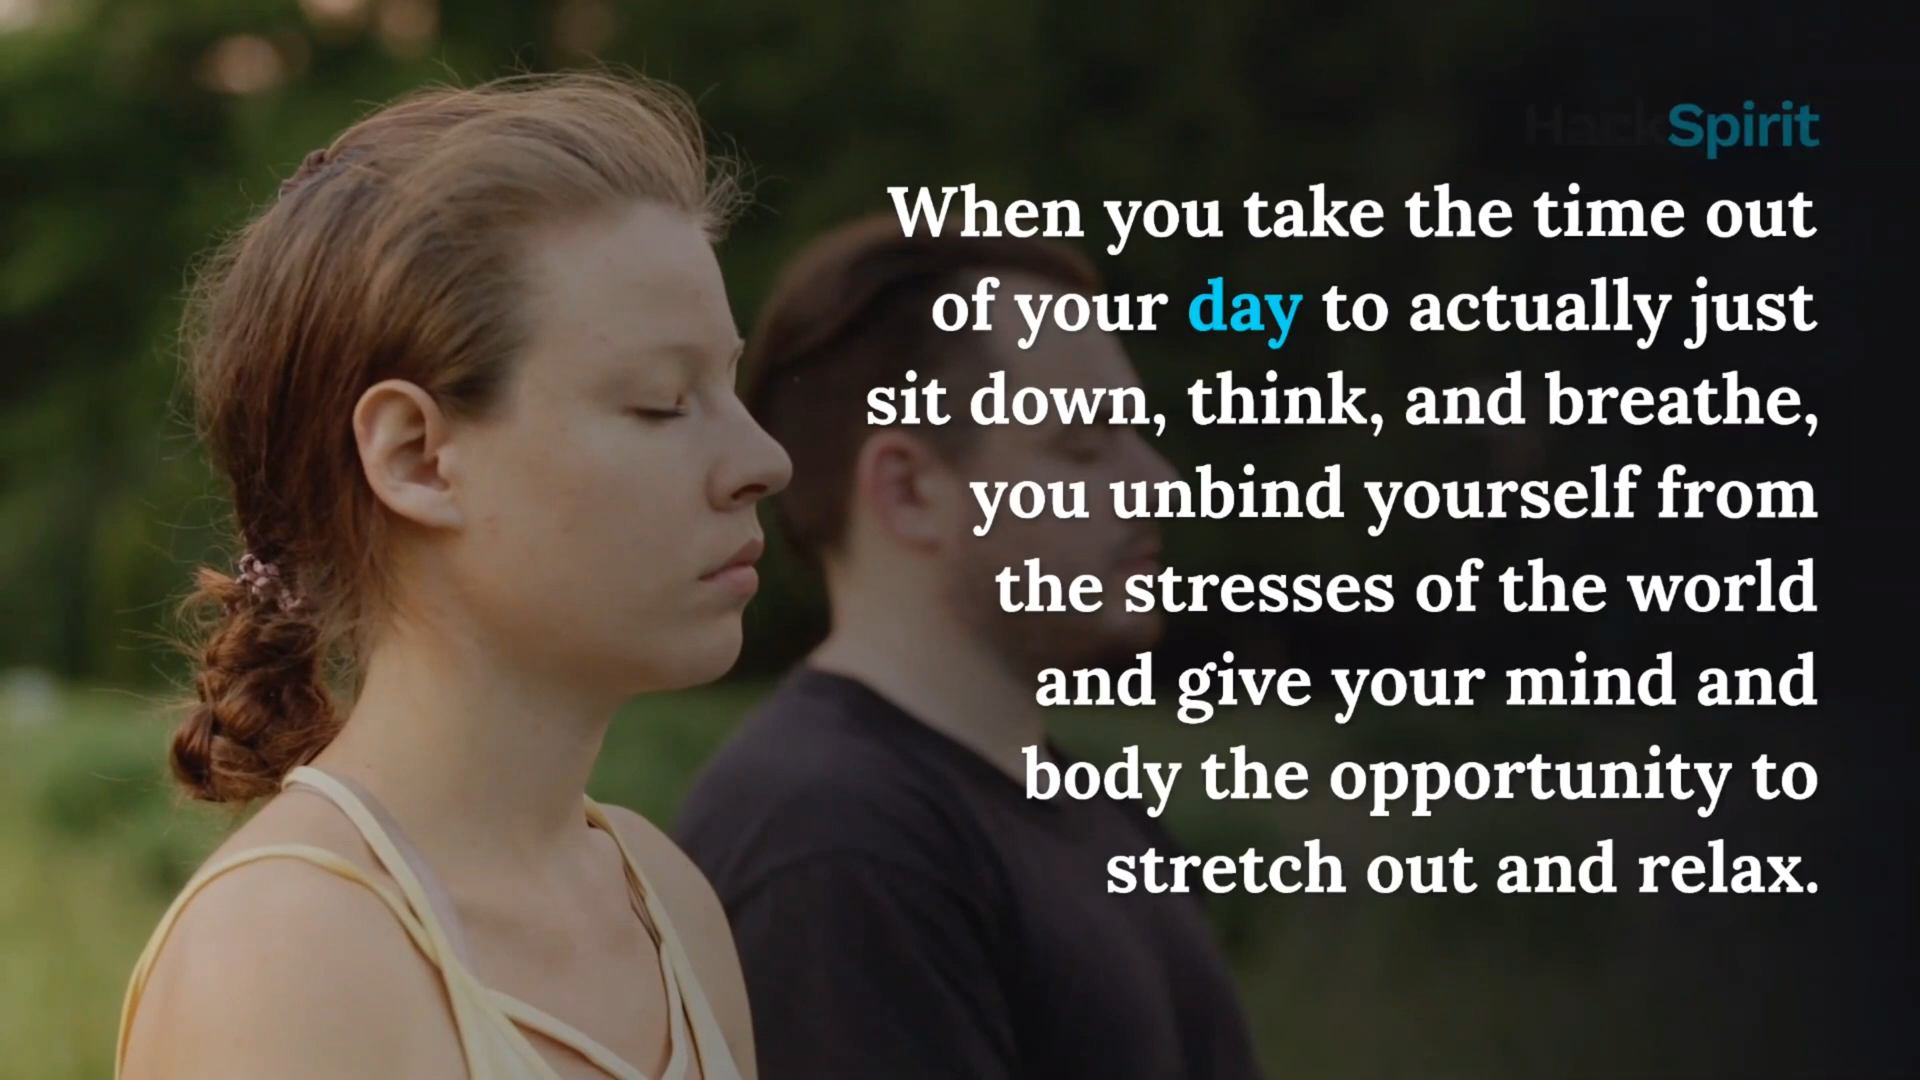 HackSpirit
When you take the time out
of your day to actually just
sit down, think, and breathe,
you unbind yourself from
the stresses of the world
and give your mind and
body the opportunity to
stretch out and relax.